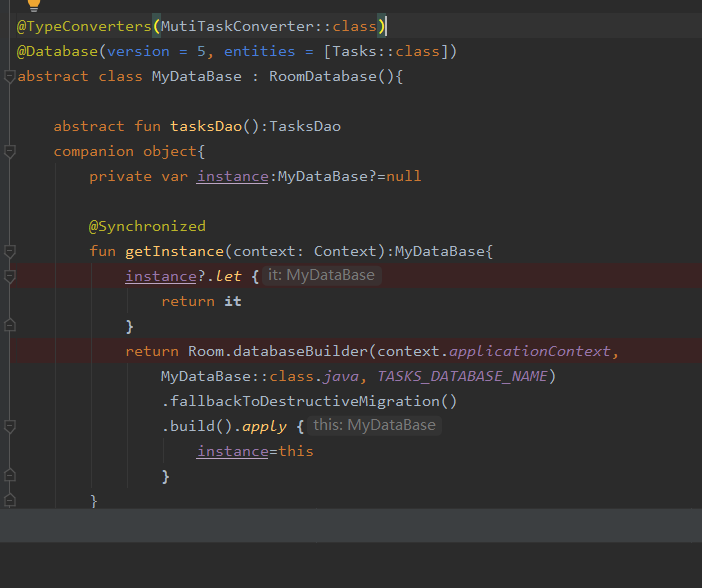 @TypeConverters(MutiTaskConverter::class)
@Database(version = 5, entities = [Tasks::class])
abstract class MyDataBase : RoomDatabase(){
abstract fun tasksDao():TasksDao
companion object{
private var instance:MyDataBase?=null
@Synchronized
fun getInstance(context: Context):MyDataBase{
instance?.let { it: MyDataBase
return it
}
return Room.databaseBuilder(context.applicationContext,
MyDataBase::class.java, TASKS_DATABASE_NAME)
.fallbackToDestructiveMigration()
.build().apply { this: MyDataBase
instance=this
}
}